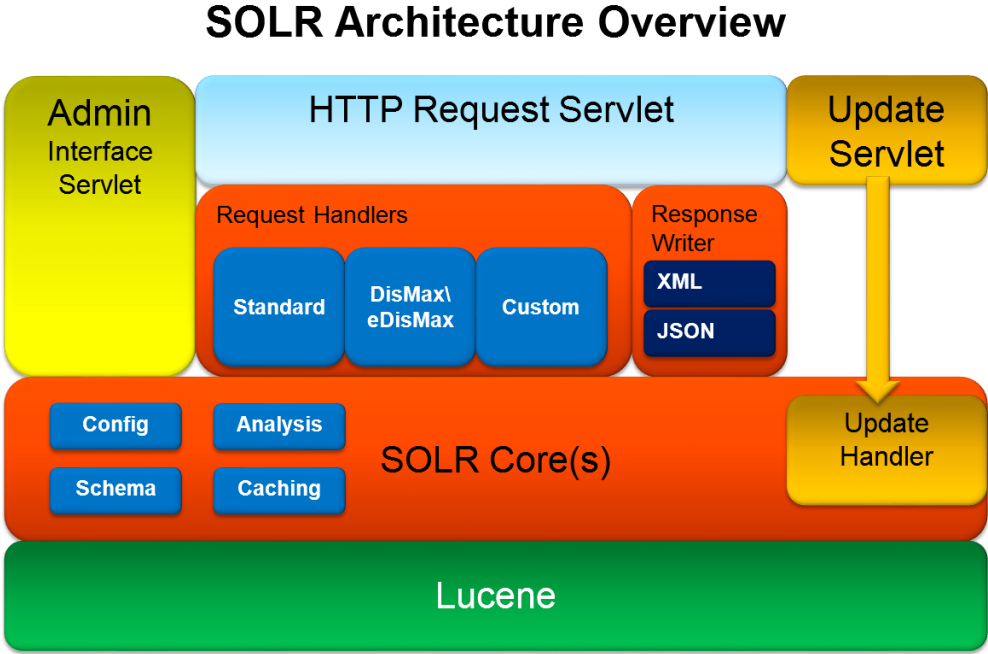 SOLR Architecture Overview
Admin
Interface
Servlet
HTTP Request Servlet
Update
Servlet
Request Handlers
Standard
DisMax\
eDisMax
Custom
Response
Writer
XML
JSON
Config
Analysis
Schema
Caching
SOLR Core(s)
Update
Handler
Lucene